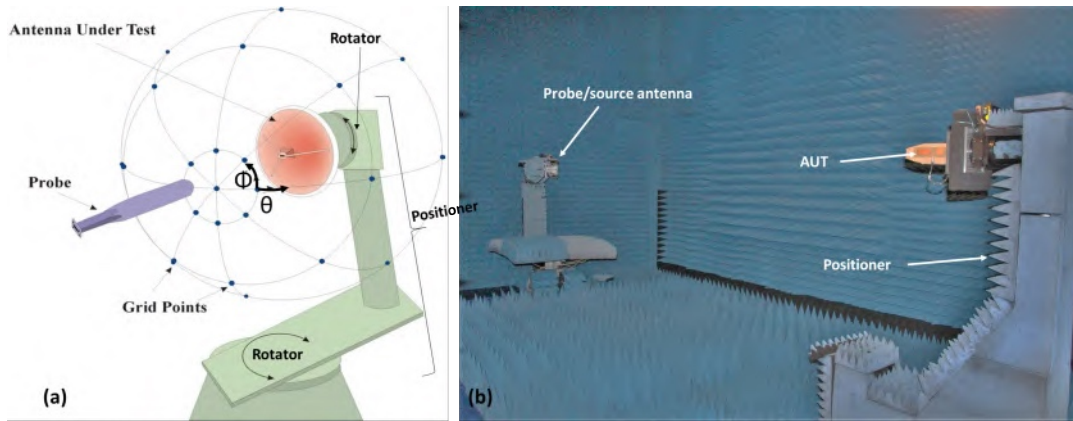 Antenna Under Test
Rotator
Probe
Φ
θ
Positioner
Grid Points
Rotator
(a)
Probe/source antenna
AUT
Positioner
(b)